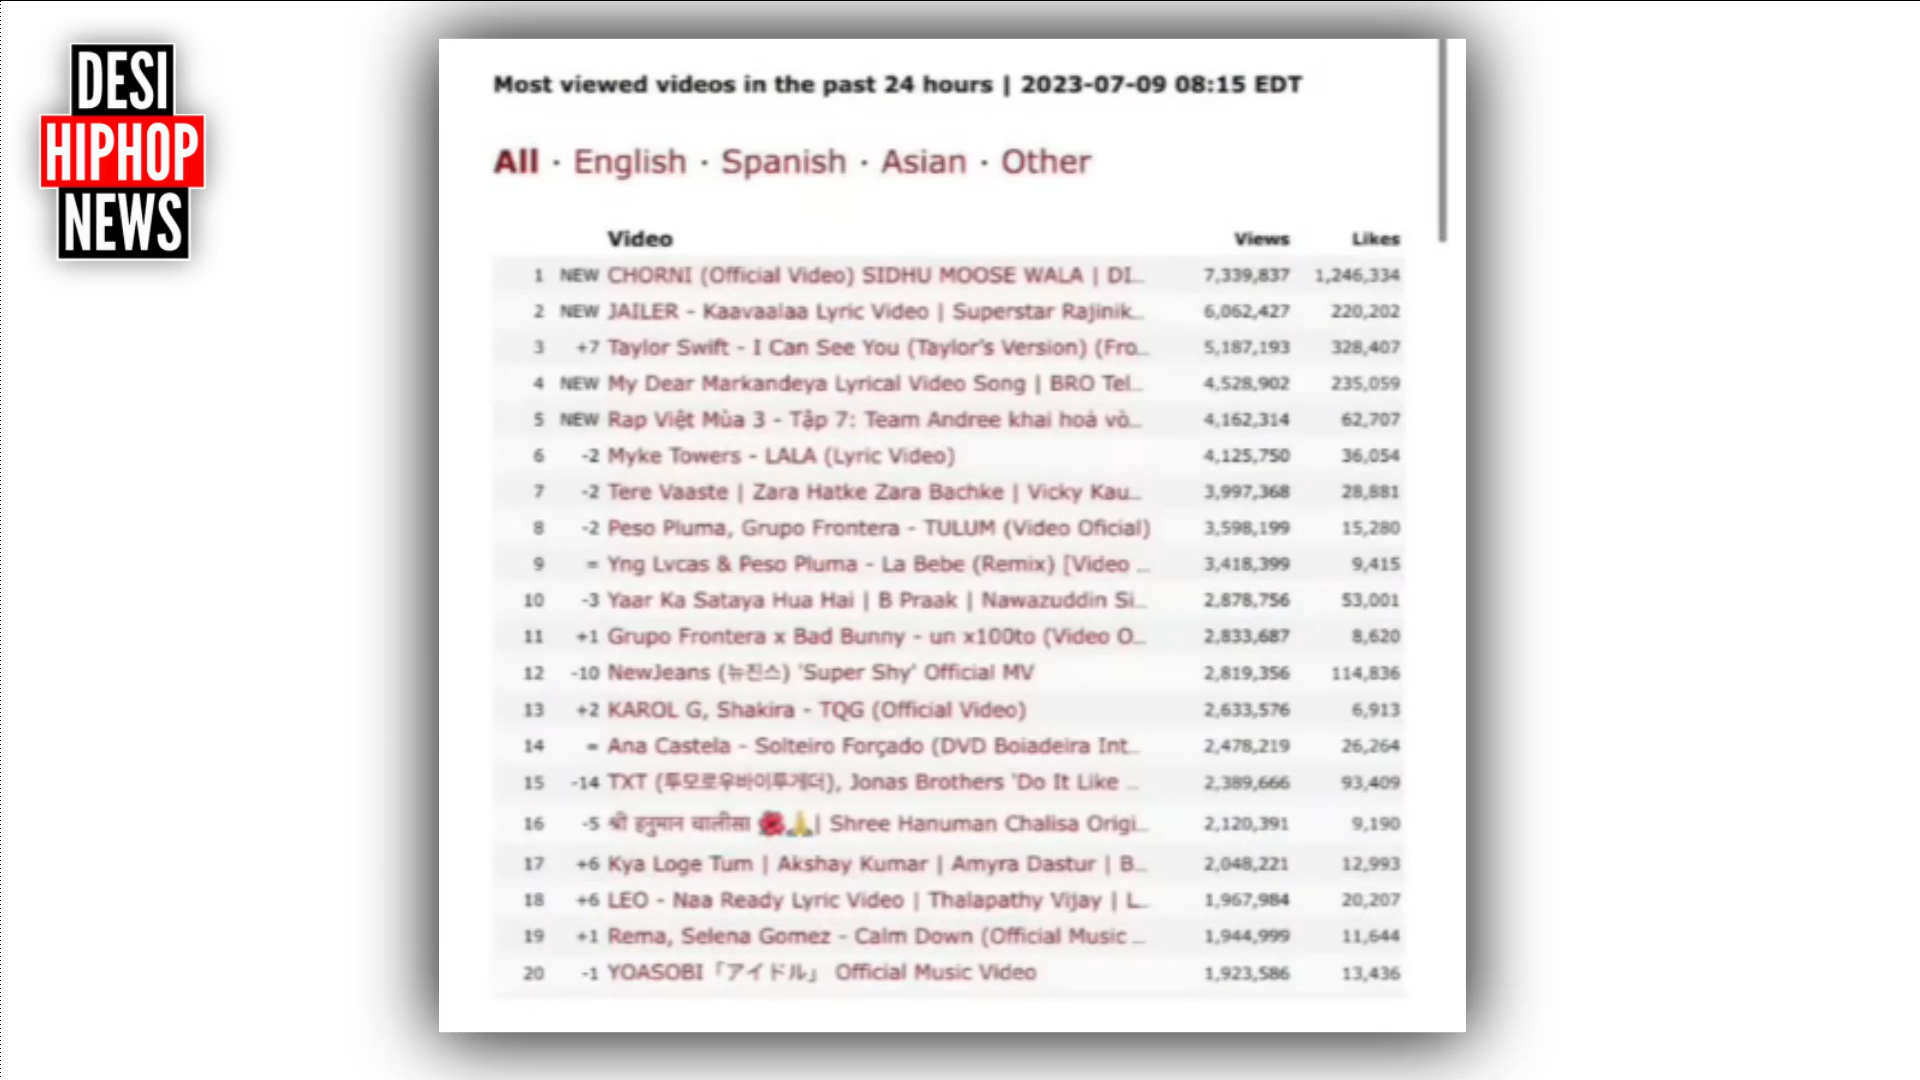 DESI
HIPHOP
NEWS
Most viewed videos in the past 24 hours | 2023-07-09 08:15 EDT
All · English · Spanish · Asian · Other
Video Views Likes
1 NEW CHORNI (Official Video) SIDHU MOOSE WALA | DI... 7,339,837 1,246,334
2 NEW JAILER - Kaavaalaa Lyric Video | Superstar Rajinik... 6,062,427 220,202
3 +7 Taylor Swift - I Can See You (Taylor's Version) (Fro... 5,187,193 328,407
4 NEW My Dear Markandeya Lyrical Video Song | BRO Tel... 4,528,902 235,059
5 NEW Rap Việt Mùa 3 - Tập 7: Team Andree khai hoả vò... 4,162,314 62,707
6 -2 Myke Towers - LALA (Lyric Video) 4,125,750 36,054
7 -2 Tere Vaaste | Zara Hatke Zara Bachke | Vicky Kau... 3,997,368 28,881
8 -2 Peso Pluma, Grupo Frontera - TULUM (Video Oficial) 3,598,199 15,280
9 = Yng Lvcas & Peso Pluma - La Bebe (Remix) [Video ... 3,418,399 9,415
10 -3 Yaar Ka Sataya Hua Hai | B Praak | Nawazuddin Si... 2,878,756 53,001
11 +1 Grupo Frontera x Bad Bunny - un x100to (Video O... 2,833,687 8,620
12 -10 NewJeans (뉴진스) 'Super Shy' Official MV 2,819,356 114,836
13 +2 KAROL G, Shakira - TQG (Official Video) 2,633,576 6,913
14 = Ana Castela - Solteiro Forçado (DVD Boiadeira Int... 2,478,219 26,264
15 -14 TXT (투모로우바이투게더), Jonas Brothers 'Do It Like ... 2,389,666 93,409
16 -5 श्री हनुमान चालीसा 🌺🙏| Shree Hanuman Chalisa Origi... 2,120,391 9,190
17 +6 Kya Loge Tum | Akshay Kumar | Amyra Dastur | B... 2,048,221 12,993
18 +6 LEO - Naa Ready Lyric Video | Thalapathy Vijay | L... 1,967,984 20,207
19 +1 Rema, Selena Gomez - Calm Down (Official Music ... 1,944,999 11,644
20 -1 YOASOBI「アイドル」 Official Music Video 1,923,586 13,436